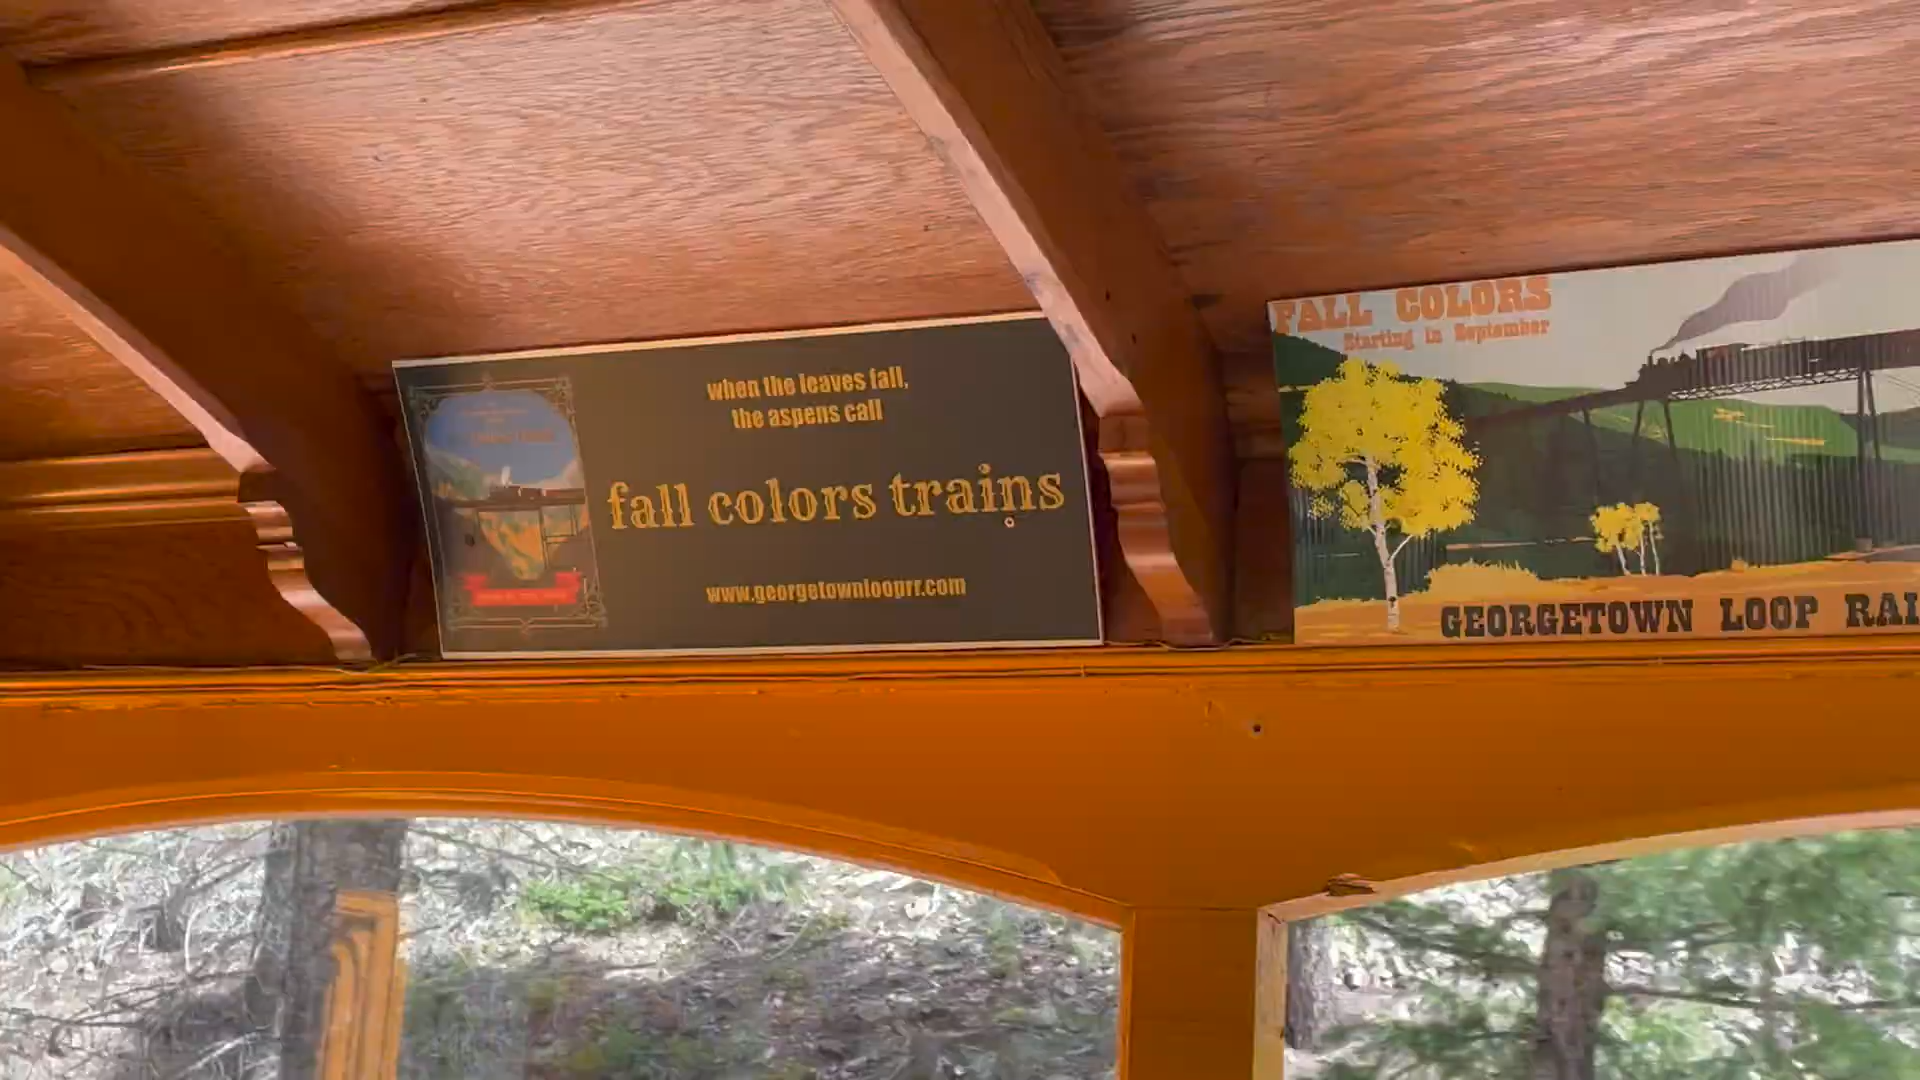 when the leaves fall,
the aspens call
fall colors trains
www.georgetownlooprr.com
FALL COLORS
Starting in September
GEORGETOWN LOOP RAI